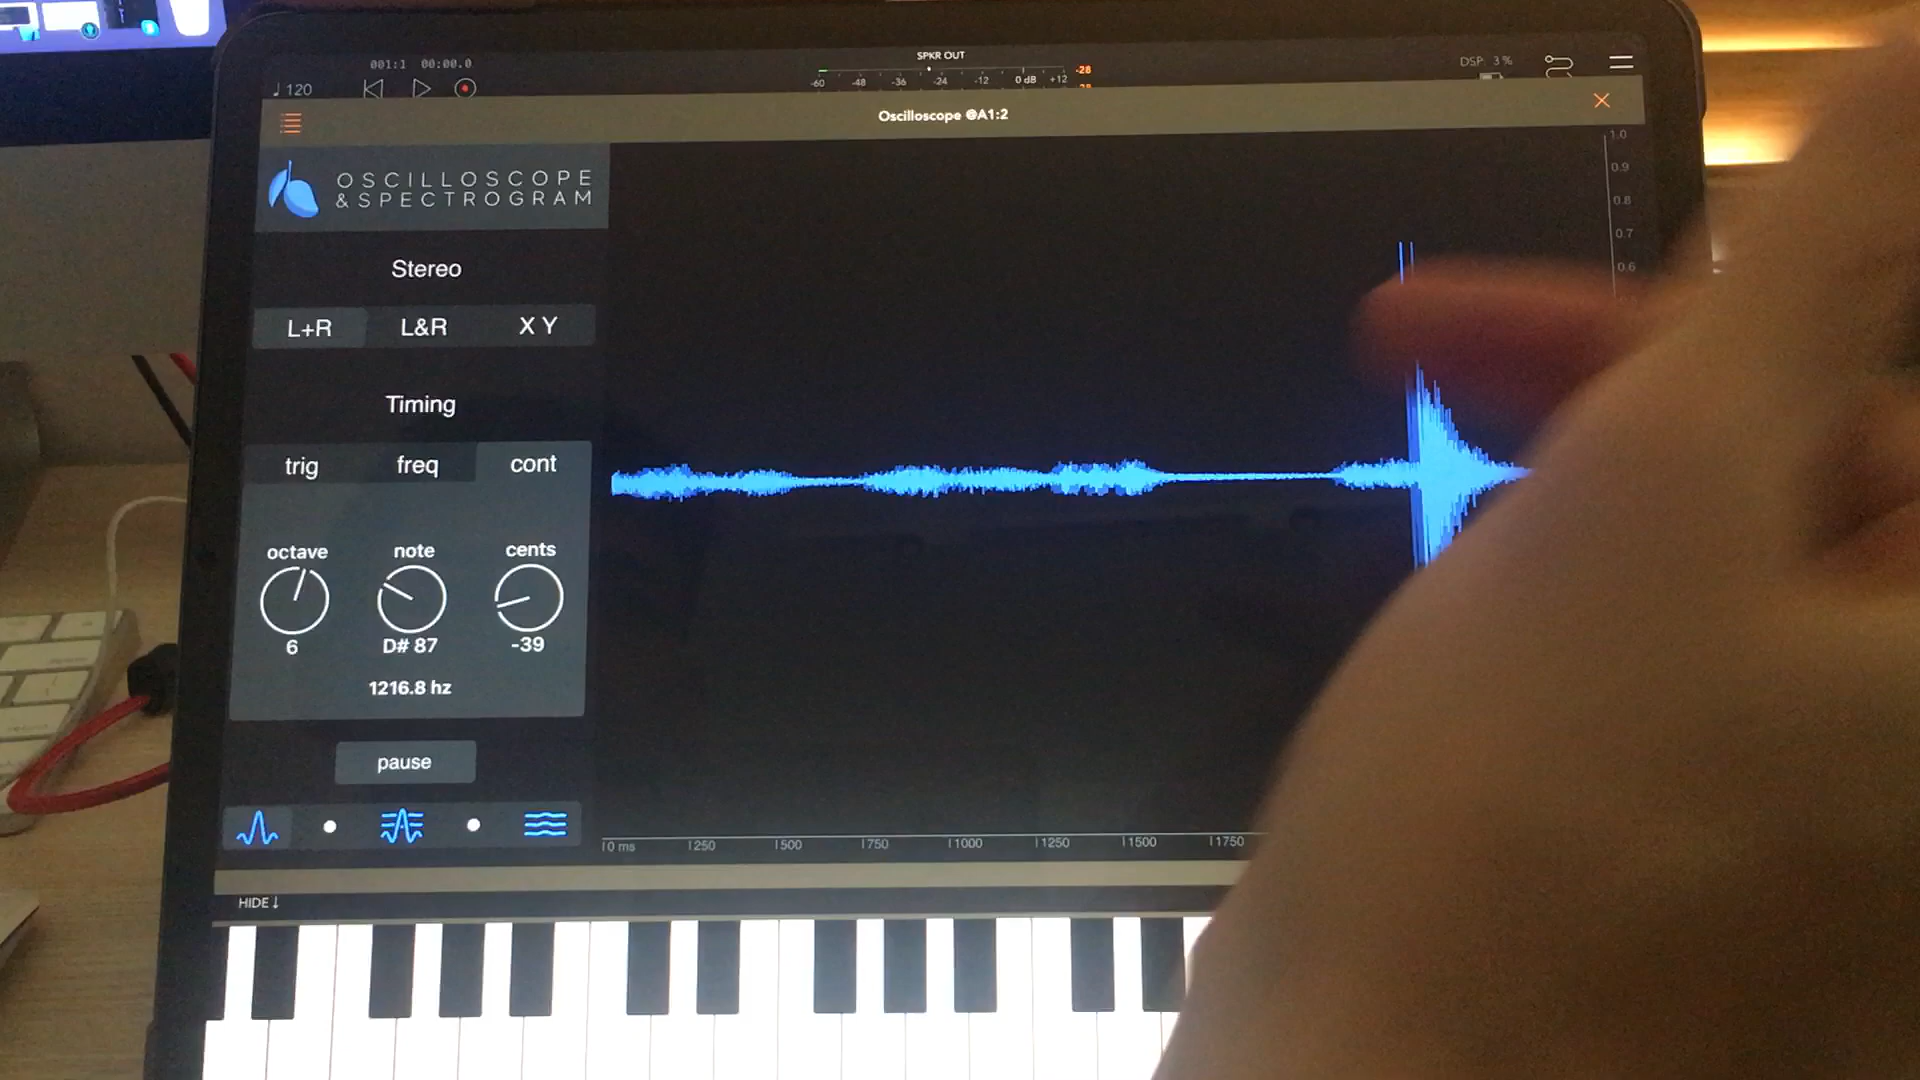 SPKR OUT
001:1 00:00.0
DSP: 3%
♩120
-60 -48 -36 -24 -12 0 dB +12 -28
Oscilloscope @A1:2
1.0
0.9
0.8
0.7
0.6
OSCILLOSCOPE
& SPECTROGRAM
Stereo
L+R L&R X Y
Timing
trig freq cont
octave note cents
6 D# 87 -39
1216.8 hz
pause
0 ms 250 500 750 1000 1250 1500 1750
HIDE↓